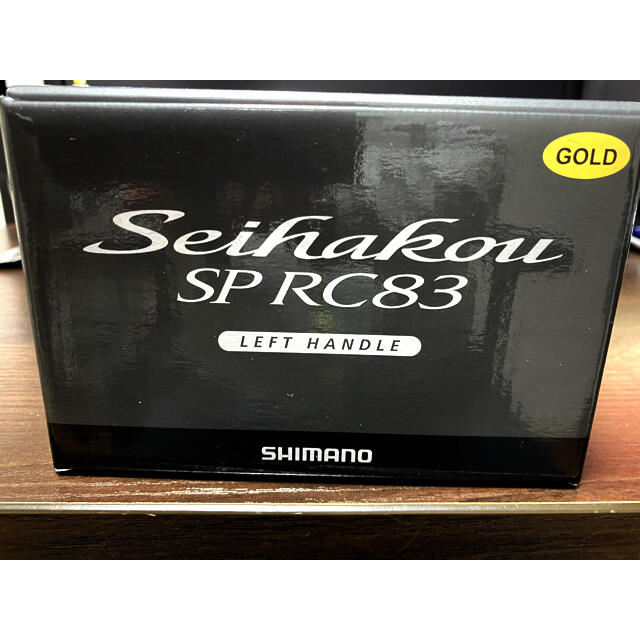 GOLD
Seihakou
SP RC83
LEFT HANDLE
SHIMANO